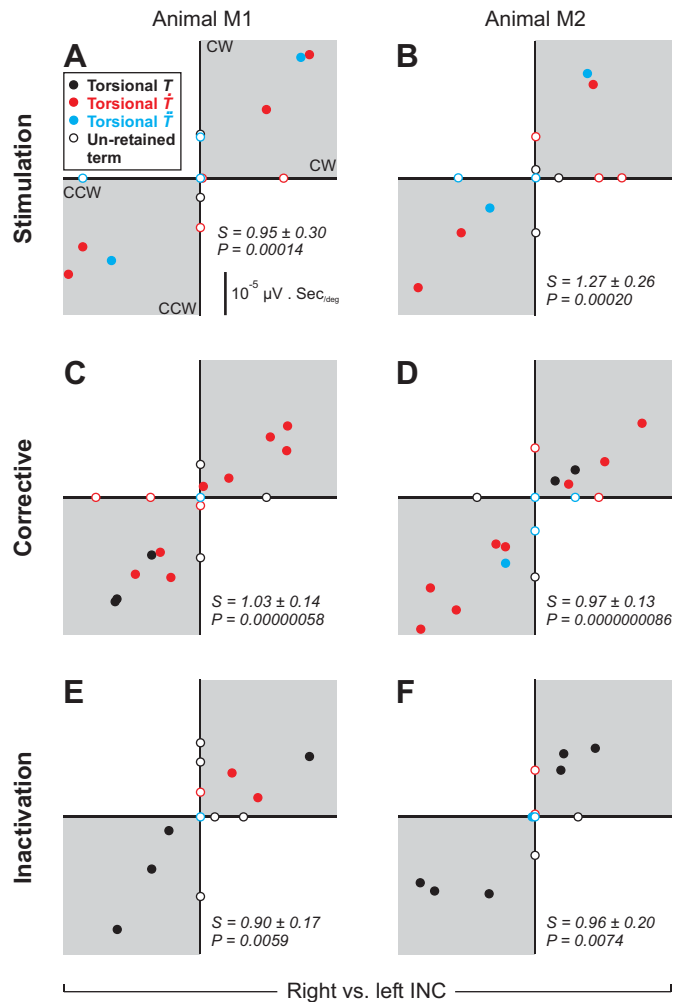 Animal M1
Animal M2
Stimulation
A
CW
Torsional T
Torsional Ṫ
Torsional T̈
Un-retained
term
CW
CCW
S = 0.95 ± 0.30
P = 0.00014
10⁻⁵ µV . Sec/deg
CCW
B
S = 1.27 ± 0.26
P = 0.00020
Corrective
C
S = 1.03 ± 0.14
P = 0.00000058
D
S = 0.97 ± 0.13
P = 0.0000000086
Inactivation
E
S = 0.90 ± 0.17
P = 0.0059
F
S = 0.96 ± 0.20
P = 0.0074
Right vs. left INC